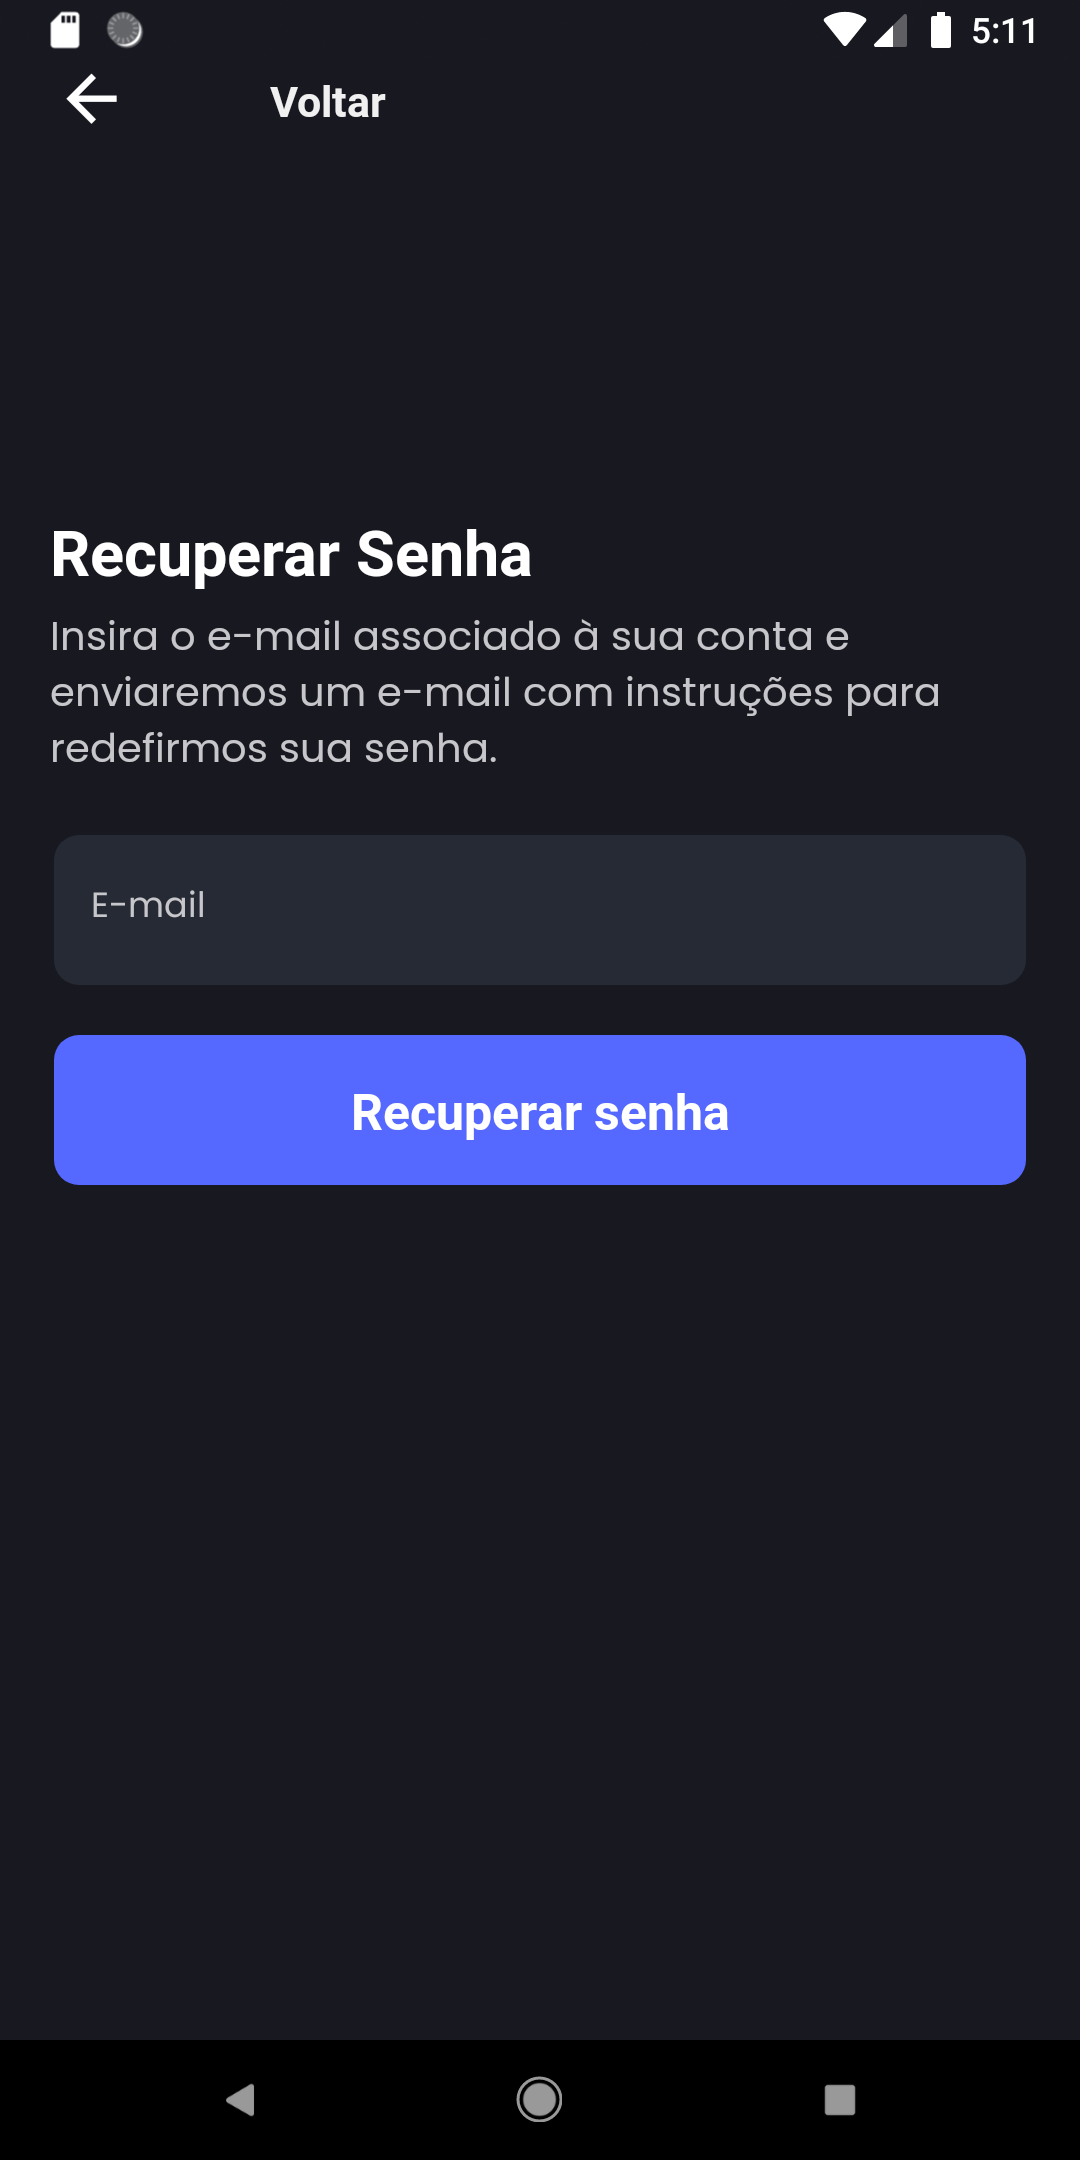 5:11
Voltar
Recuperar Senha
Insira o e-mail associado à sua conta e
enviaremos um e-mail com instruções para
redefirmos sua senha.
E-mail
Recuperar senha